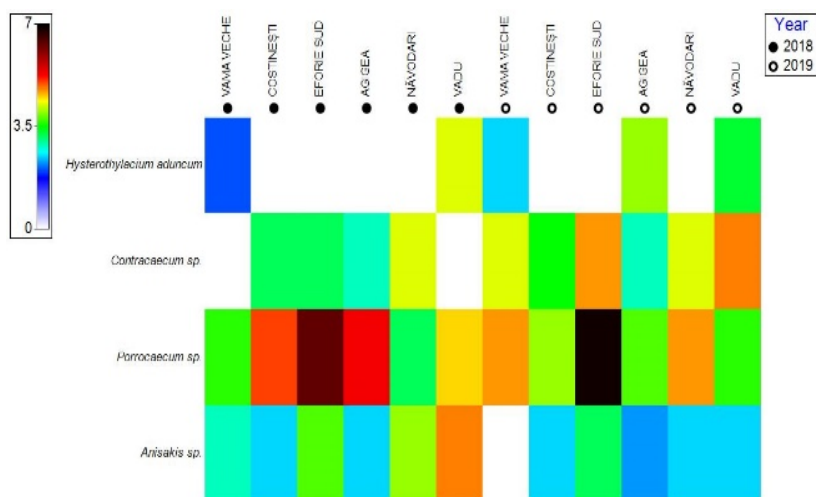 7
3.5
0
VAMA VECHE
COSTINEȘTI
EFORIE SUD
AGIGEA
NĂVODARI
VADU
VAMA VECHE
COSTINEȘTI
EFORIE SUD
AGIGEA
NĂVODARI
VADU
Year
2018
2019
Hysterothylacium aduncum
Contracaecum sp.
Porrocaecum sp.
Anisakis sp.